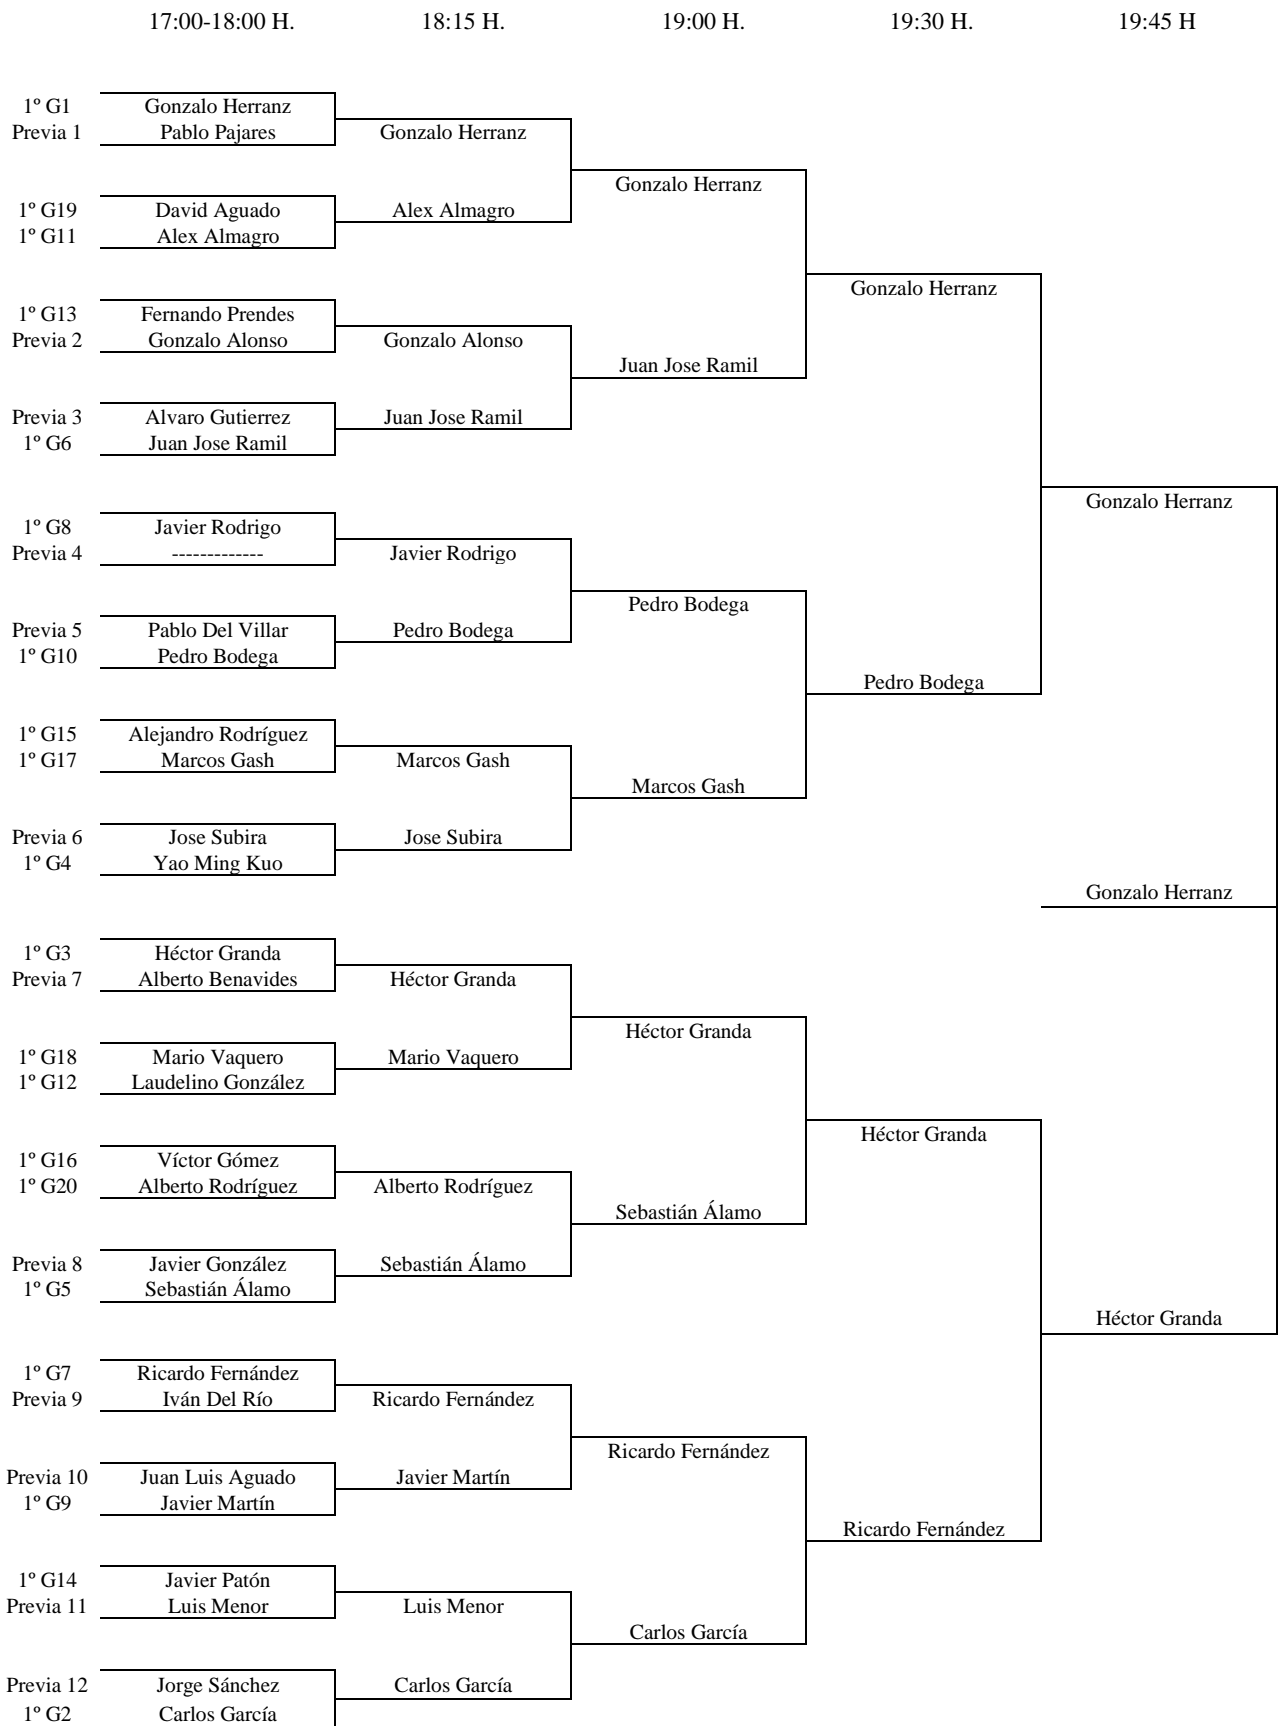 17:00-18:00 H. 18:15 H. 19:00 H. 19:30 H. 19:45 H
1º G1 Gonzalo Herranz
Previa 1 Pablo Pajares Gonzalo Herranz
Gonzalo Herranz
1º G19 David Aguado Alex Almagro
1º G11 Alex Almagro
Gonzalo Herranz
1º G13 Fernando Prendes
Previa 2 Gonzalo Alonso Gonzalo Alonso
Juan Jose Ramil
Previa 3 Alvaro Gutierrez Juan Jose Ramil
1º G6 Juan Jose Ramil
Gonzalo Herranz
1º G8 Javier Rodrigo
Previa 4 ------------- Javier Rodrigo
Pedro Bodega
Previa 5 Pablo Del Villar Pedro Bodega
1º G10 Pedro Bodega
Pedro Bodega
1º G15 Alejandro Rodríguez
1º G17 Marcos Gash Marcos Gash
Marcos Gash
Previa 6 Jose Subira Jose Subira
1º G4 Yao Ming Kuo
Gonzalo Herranz
1º G3 Héctor Granda
Previa 7 Alberto Benavides Héctor Granda
Héctor Granda
1º G18 Mario Vaquero Mario Vaquero
1º G12 Laudelino González
Héctor Granda
1º G16 Víctor Gómez
1º G20 Alberto Rodríguez Alberto Rodríguez
Sebastián Álamo
Previa 8 Javier González Sebastián Álamo
1º G5 Sebastián Álamo
Héctor Granda
1º G7 Ricardo Fernández
Previa 9 Iván Del Río Ricardo Fernández
Ricardo Fernández
Previa 10 Juan Luis Aguado Javier Martín
1º G9 Javier Martín
Ricardo Fernández
1º G14 Javier Patón
Previa 11 Luis Menor Luis Menor
Carlos García
Previa 12 Jorge Sánchez Carlos García
1º G2 Carlos García